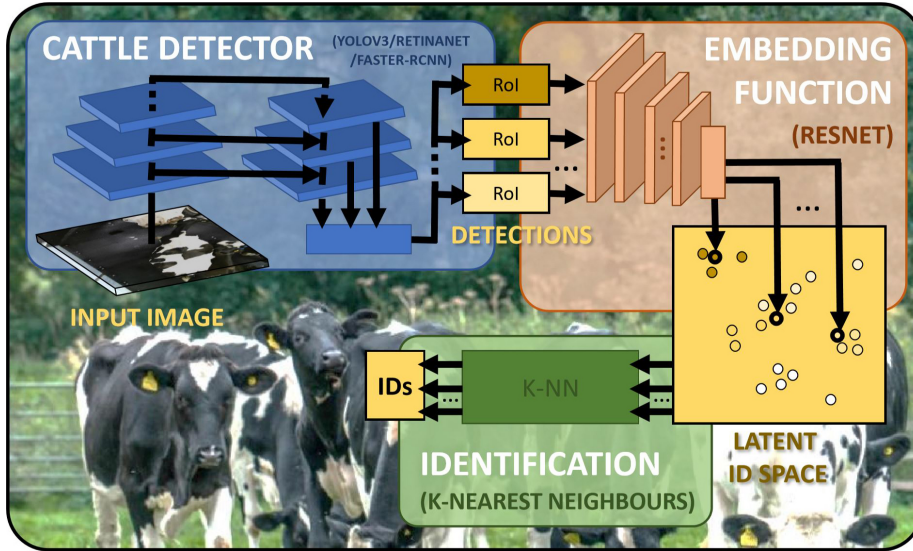 CATTLE DETECTOR
(YOLOV3/RETINANET
/FASTER-RCNN)
RoI
RoI
RoI
DETECTIONS
INPUT IMAGE
EMBEDDING
FUNCTION
(RESNET)
IDs
K-NN
IDENTIFICATION
(K-NEAREST NEIGHBOURS)
LATENT
ID SPACE